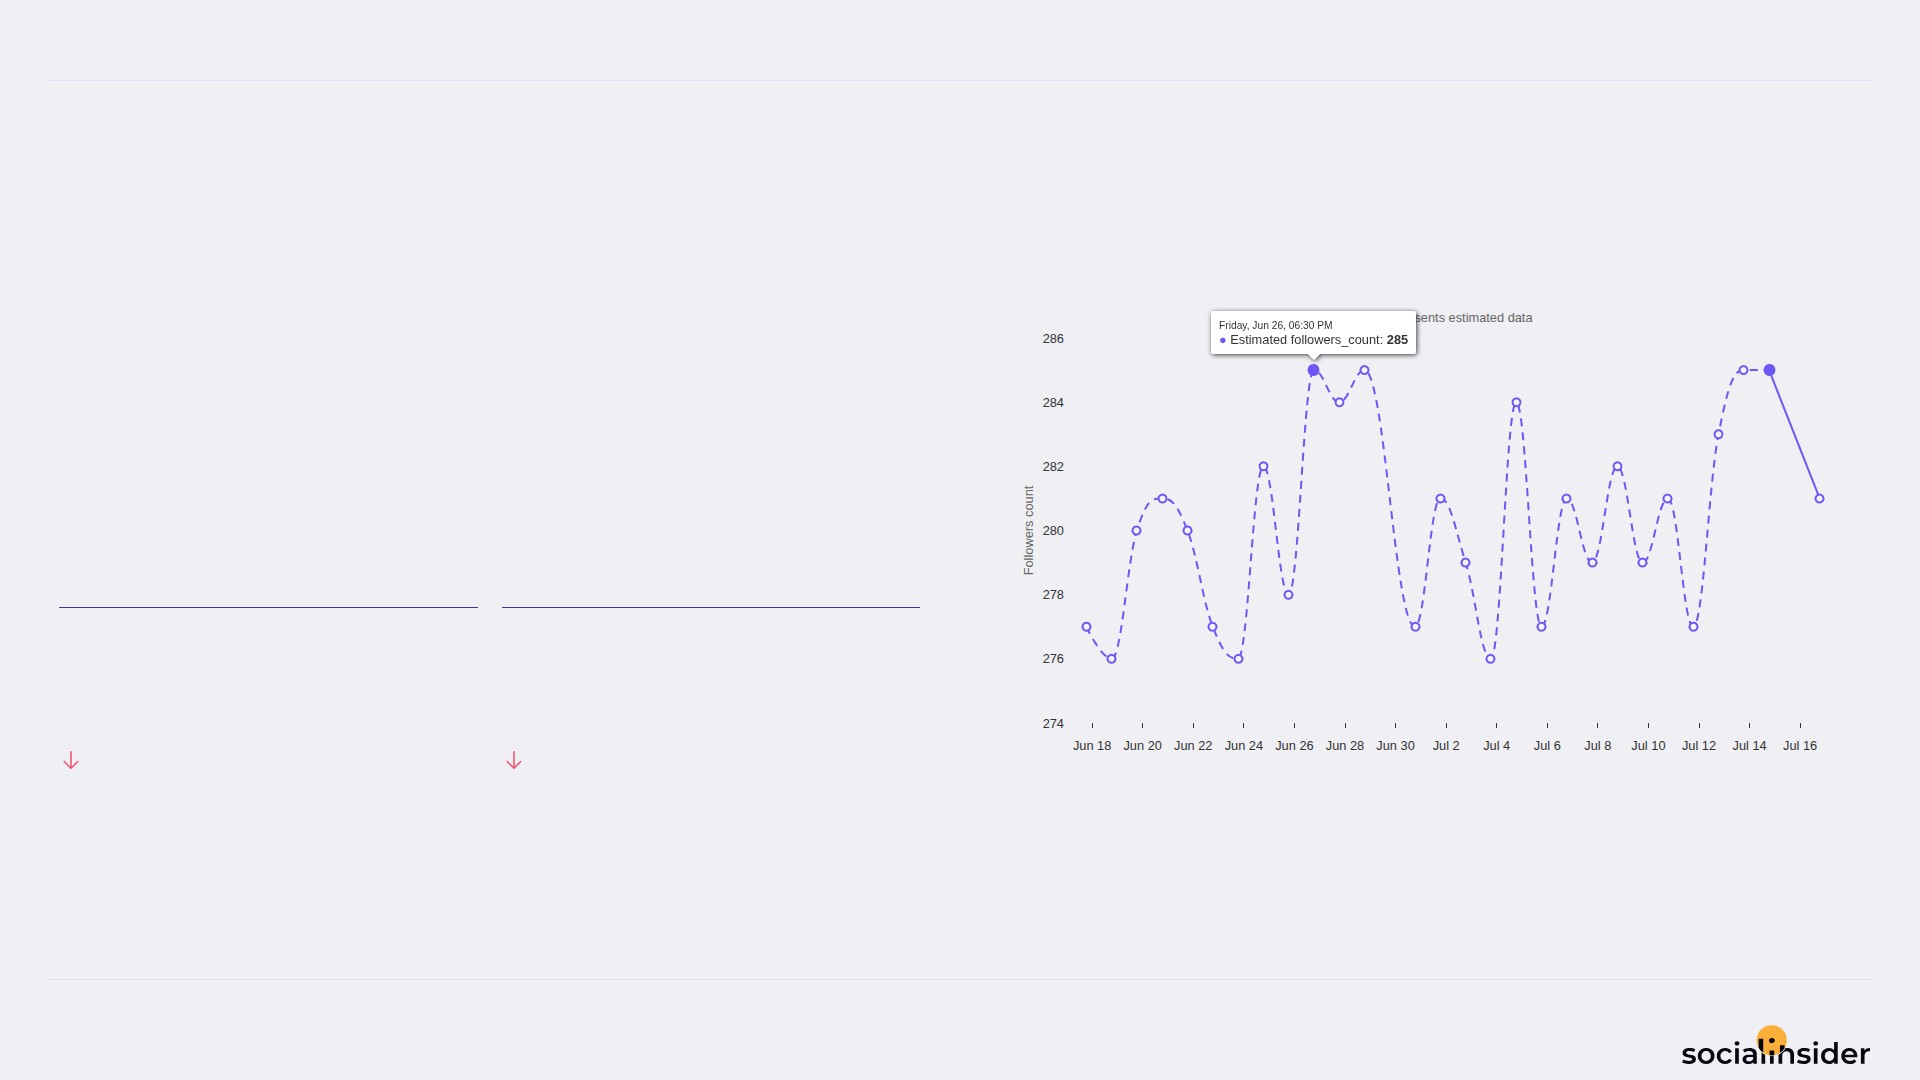 sents estimated data
Friday, Jun 26, 06:30 PM
● Estimated followers_count: 285
Followers count
286
284
282
280
278
276
274
Jun 18 Jun 20 Jun 22 Jun 24 Jun 26 Jun 28 Jun 30 Jul 2 Jul 4 Jul 6 Jul 8 Jul 10 Jul 12 Jul 14 Jul 16
socialinsider